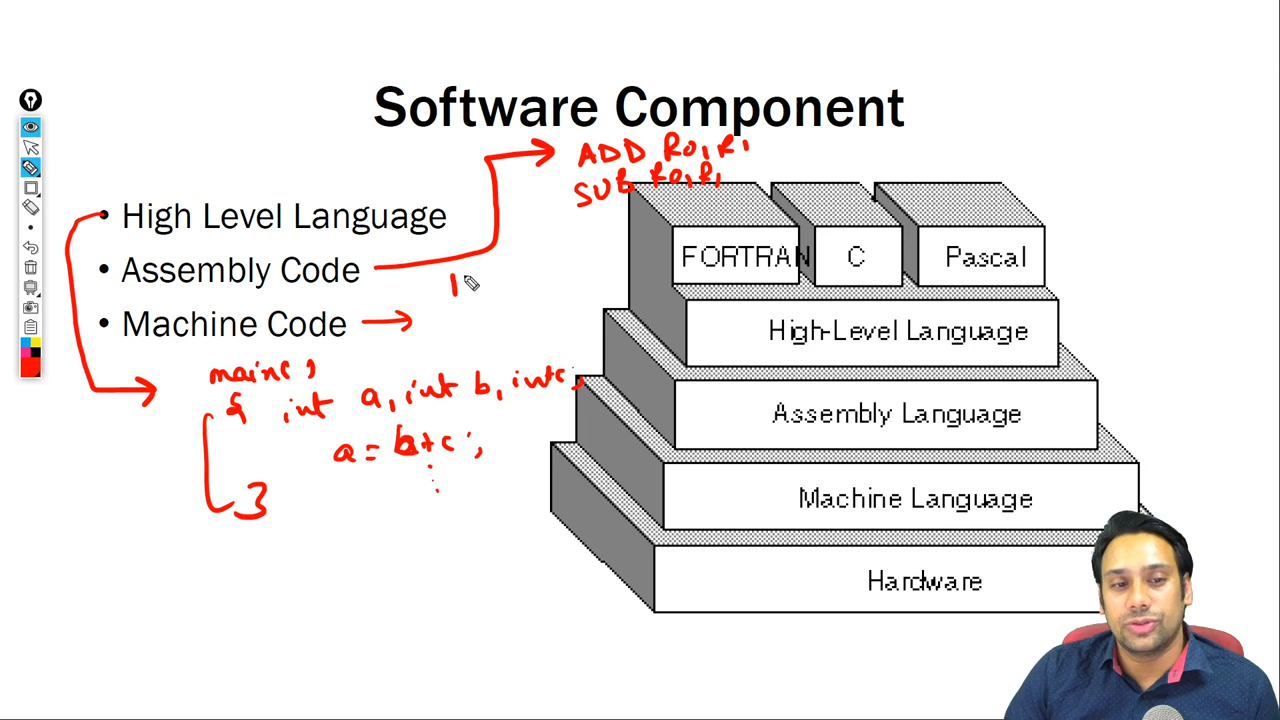 Software Component
ADD R0, R1
SUB R0, R1
• High Level Language
• Assembly Code
• Machine Code
1
main( )
{ int a, int b, int c;
a = b+c ;
⋮
}
FORTRAN
C
Pascal
High-Level Language
Assembly Language
Machine Language
Hardware